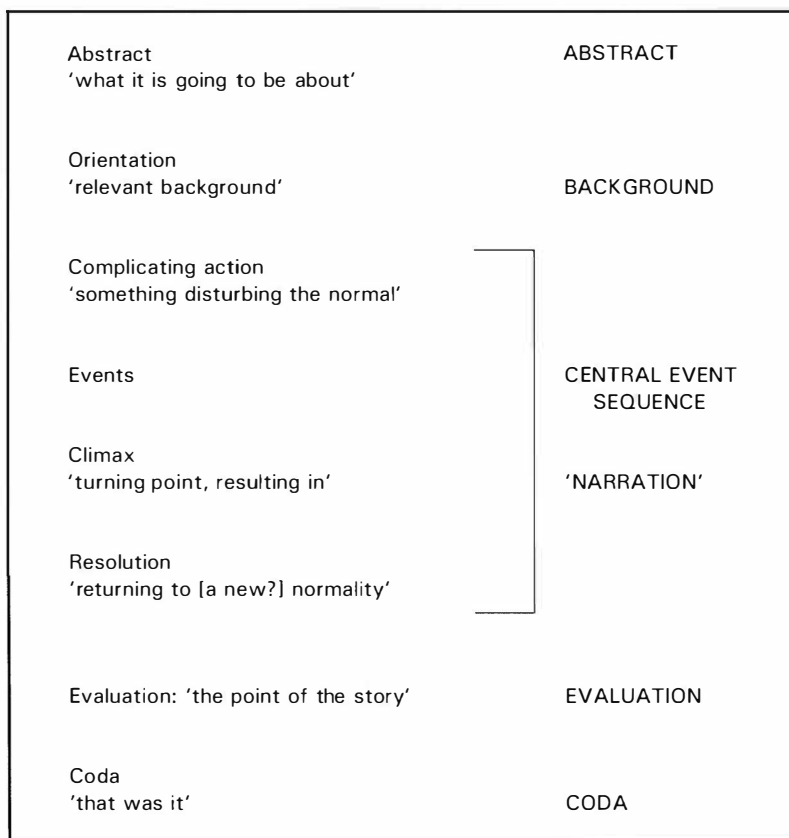 Abstract ABSTRACT
‘what it is going to be about’
Orientation
‘relevant background’ BACKGROUND
Complicating action
‘something disturbing the normal’
Events CENTRAL EVENT
SEQUENCE
Climax
‘turning point, resulting in’ ‘NARRATION’
Resolution
‘returning to [a new?] normality’
Evaluation: ‘the point of the story’ EVALUATION
Coda
‘that was it’ CODA